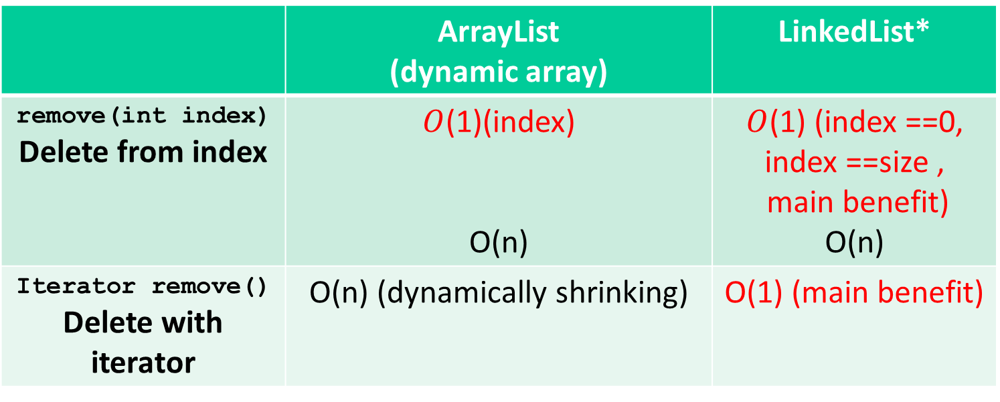 ArrayList
(dynamic array)
LinkedList*
remove(int index)
Delete from index
O(1)(index)
O(n)
O(1) (index ==0,
index ==size ,
main benefit)
O(n)
Iterator remove()
Delete with
iterator
O(n) (dynamically shrinking)
O(1) (main benefit)